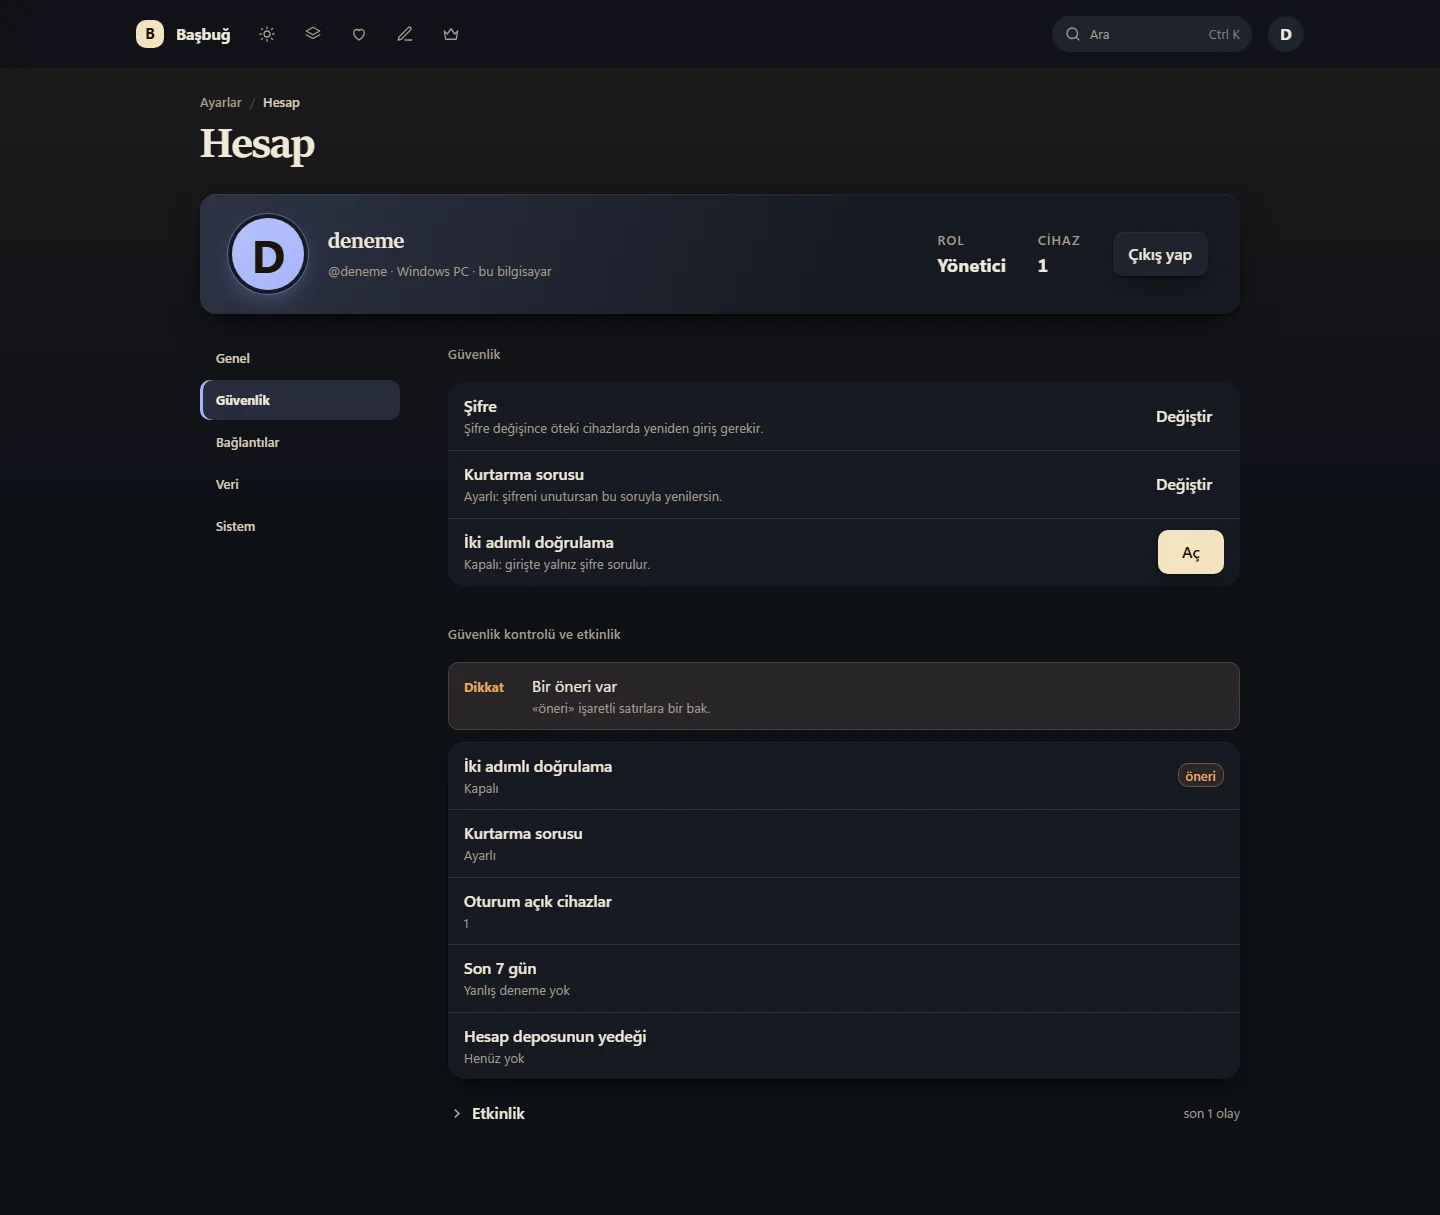 B Başbuğ Ara Ctrl K D
Ayarlar / Hesap
Hesap
D
deneme
@deneme · Windows PC · bu bilgisayar
ROL
Yönetici
CİHAZ
1
Çıkış yap
Genel
Güvenlik
Bağlantılar
Veri
Sistem
Güvenlik
Şifre
Şifre değişince öteki cihazlarda yeniden giriş gerekir.
Değiştir
Kurtarma sorusu
Ayarlı: şifreni unutursan bu soruyla yenilersin.
Değiştir
İki adımlı doğrulama
Kapalı: girişte yalnız şifre sorulur.
Aç
Güvenlik kontrolü ve etkinlik
Dikkat
Bir öneri var
«öneri» işaretli satırlara bir bak.
İki adımlı doğrulama
Kapalı
öneri
Kurtarma sorusu
Ayarlı
Oturum açık cihazlar
1
Son 7 gün
Yanlış deneme yok
Hesap deposunun yedeği
Henüz yok
Etkinlik
son 1 olay